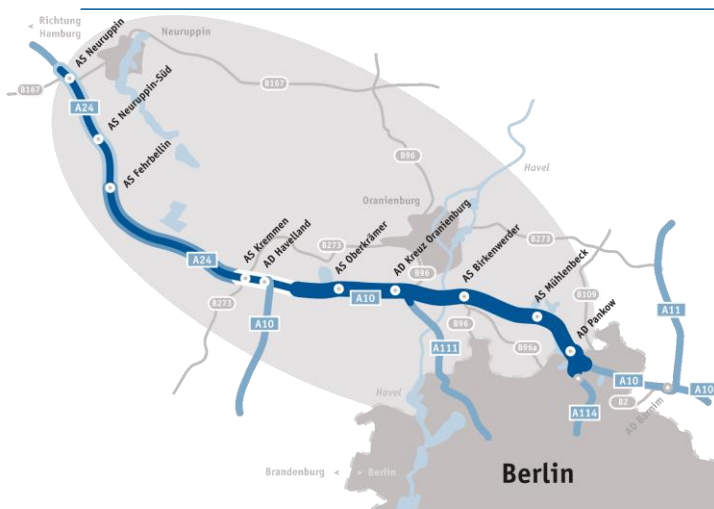 < Richtung
Hamburg
AS Neuruppin
Neuruppin
B167
B167
A24
AS Neuruppin-Süd
AS Fehrbellin
B96
Havel
Oranienburg
AS Kremmen
AD Havelland
B273
AS Oberkrämer
AD Kreuz Oranienburg
B96
AS Birkenwerder
B273
AS Mühlenbeck
B109
A24
B273
A10
A10
B96
A111
B96a
AD Pankow
A11
A10
A10
B2
AD Barnim
A114
Havel
Brandenburg < > Berlin
Berlin